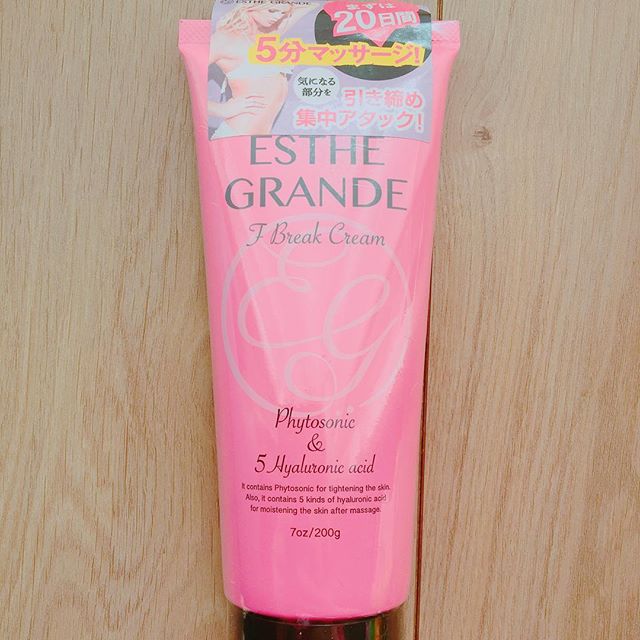 ESTHE GRANDE
まずは
20日間
5分マッサージ!
気になる
部分を
引き締め
集中アタック!
ESTHE
GRANDE
F Break Cream
EG
Phytosonic
&
5 Hyaluronic acid
It contains Phytosonic for tightening the skin.
Also, it contains 5 kinds of hyaluronic acid
for moistening the skin after massage.
7oz/200g